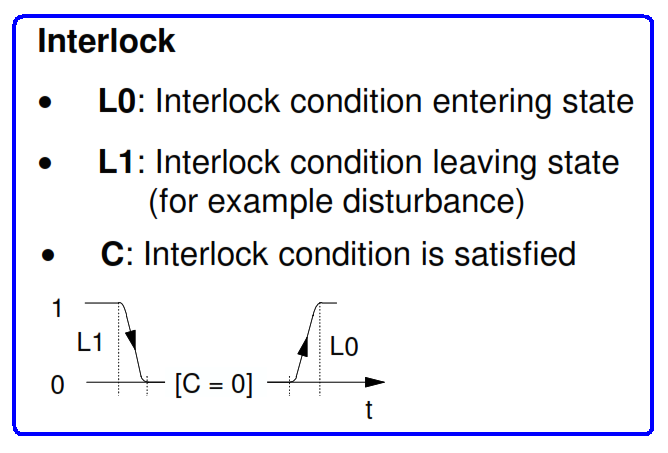 Interlock
• L0: Interlock condition entering state
• L1: Interlock condition leaving state
(for example disturbance)
• C: Interlock condition is satisfied
1
L1
L0
0
[C = 0]
t